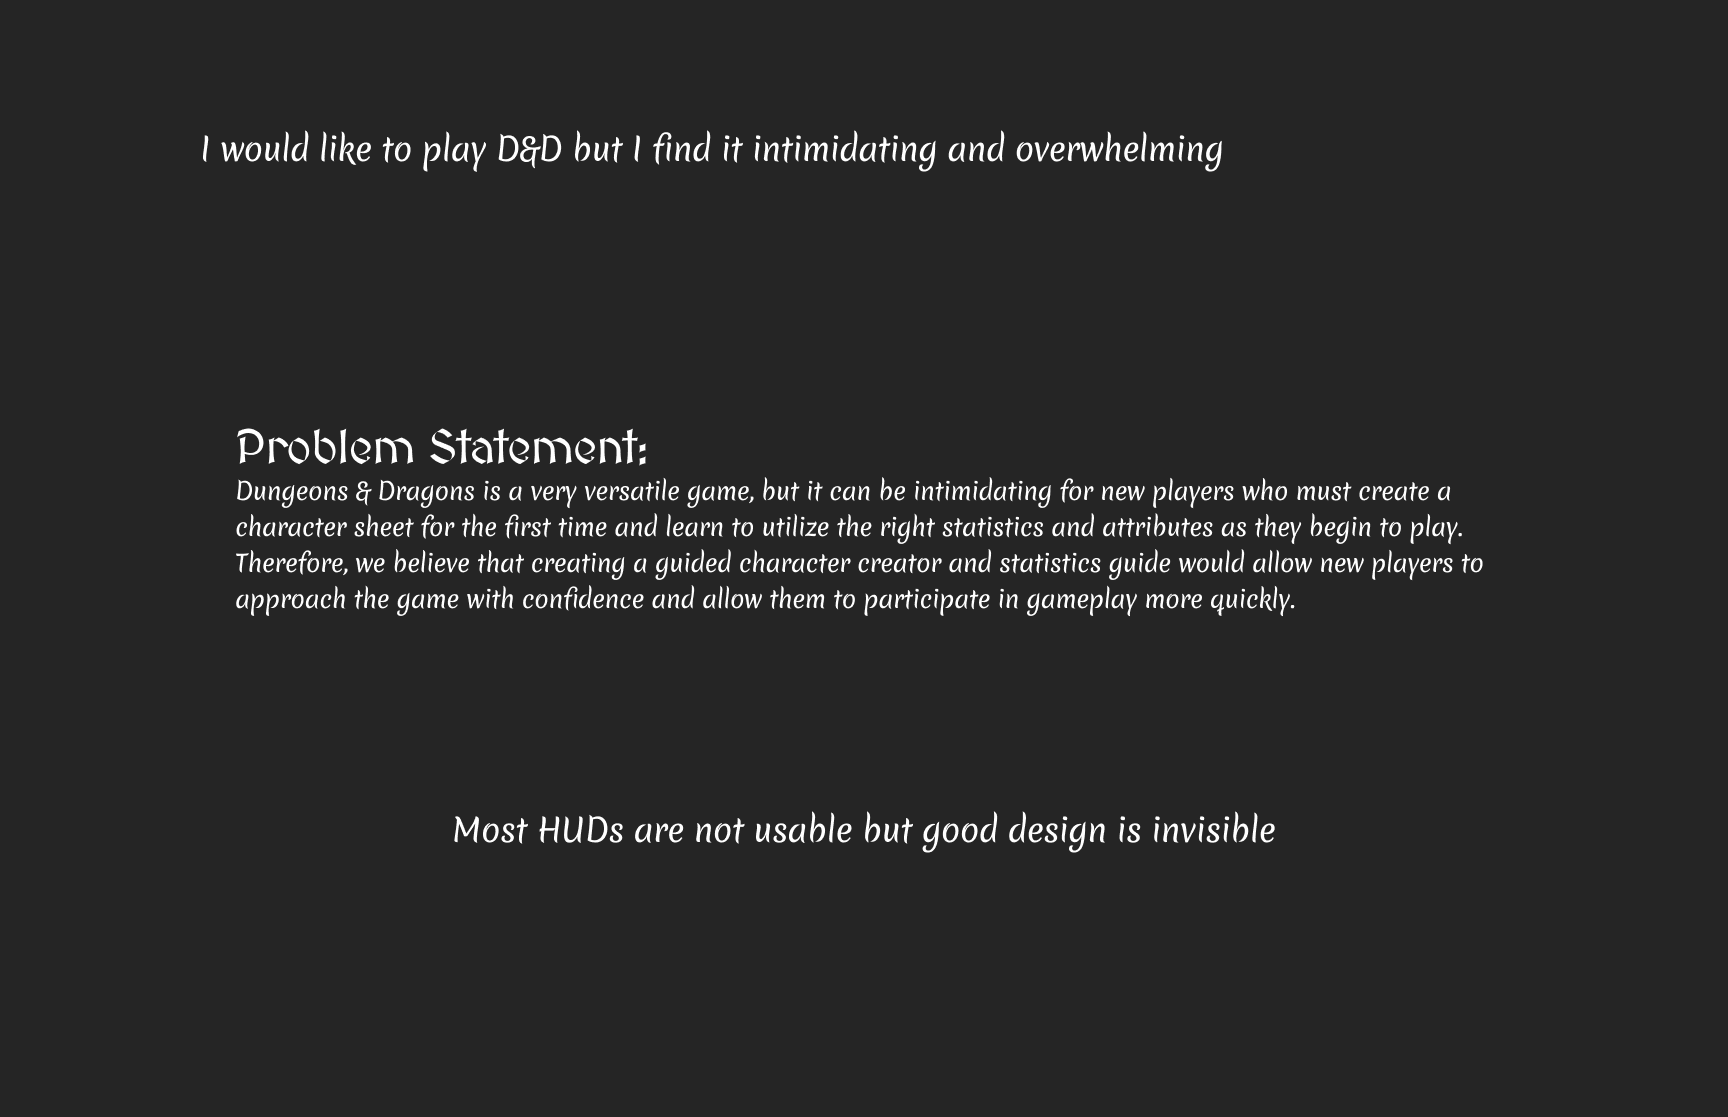 I would like to play D&D but I find it intimidating and overwhelming
Problem Statement:
Dungeons & Dragons is a very versatile game, but it can be intimidating for new players who must create a
character sheet for the first time and learn to utilize the right statistics and attributes as they begin to play.
Therefore, we believe that creating a guided character creator and statistics guide would allow new players to
approach the game with confidence and allow them to participate in gameplay more quickly.
Most HUDs are not usable but good design is invisible